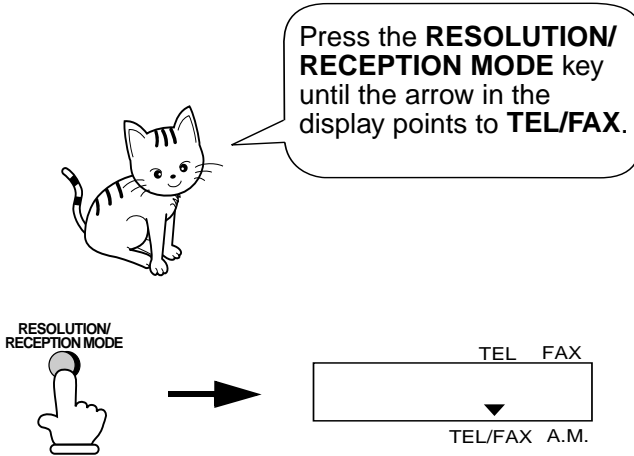 Press the RESOLUTION/
RECEPTION MODE key
until the arrow in the
display points to TEL/FAX.
RESOLUTION/
RECEPTION MODE
TEL FAX
TEL/FAX A.M.